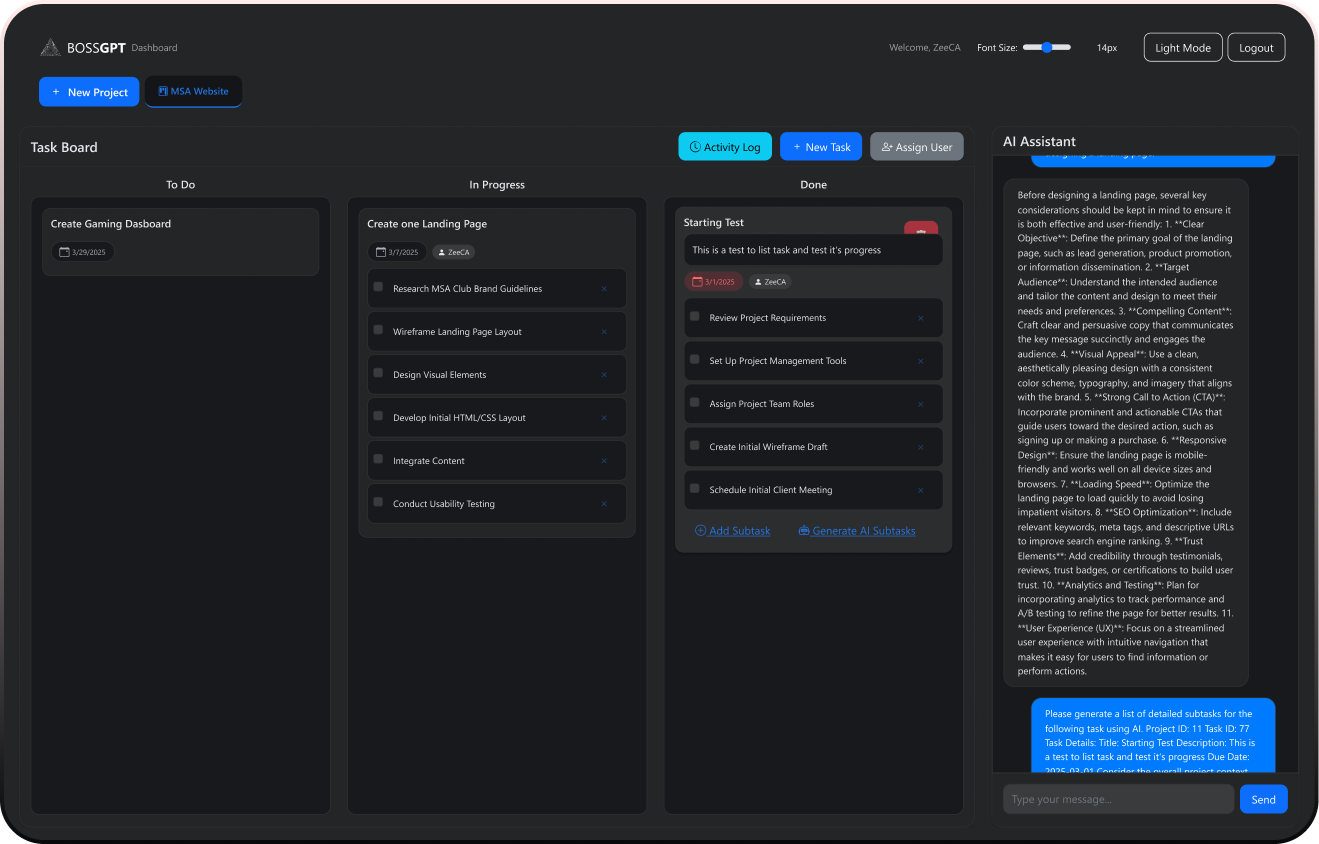 BOSSGPT Dashboard
Welcome, ZeeCA
Font Size:
14px
Light Mode
Logout
+ New Project
MSA Website
Task Board
Activity Log
+ New Task
Assign User
To Do
Create Gaming Dasboard
3/29/2025
In Progress
Create one Landing Page
3/7/2025
ZeeCA
Research MSA Club Brand Guidelines
×
Wireframe Landing Page Layout
×
Design Visual Elements
×
Develop Initial HTML/CSS Layout
×
Integrate Content
×
Conduct Usability Testing
×
Done
Starting Test
This is a test to list task and test it's progress
3/1/2025
ZeeCA
Review Project Requirements
×
Set Up Project Management Tools
×
Assign Project Team Roles
×
Create Initial Wireframe Draft
×
Schedule Initial Client Meeting
×
Add Subtask
Generate AI Subtasks
AI Assistant
Before designing a landing page, several key
considerations should be kept in mind to ensure it
is both effective and user-friendly: 1. **Clear
Objective**: Define the primary goal of the landing
page, such as lead generation, product promotion,
or information dissemination. 2. **Target
Audience**: Understand the intended audience
and tailor the content and design to meet their
needs and preferences. 3. **Compelling Content**:
Craft clear and persuasive copy that communicates
the key message succinctly and engages the
audience. 4. **Visual Appeal**: Use a clean,
aesthetically pleasing design with a consistent
color scheme, typography, and imagery that aligns
with the brand. 5. **Strong Call to Action (CTA)**:
Incorporate prominent and actionable CTAs that
guide users toward the desired action, such as
signing up or making a purchase. 6. **Responsive
Design**: Ensure the landing page is mobile-
friendly and works well on all device sizes and
browsers. 7. **Loading Speed**: Optimize the
landing page to load quickly to avoid losing
impatient visitors. 8. **SEO Optimization**: Include
relevant keywords, meta tags, and descriptive URLs
to improve search engine ranking. 9. **Trust
Elements**: Add credibility through testimonials,
reviews, trust badges, or certifications to build user
trust. 10. **Analytics and Testing**: Plan for
incorporating analytics to track performance and
A/B testing to refine the page for better results. 11.
**User Experience (UX)**: Focus on a streamlined
user experience with intuitive navigation that
makes it easy for users to find information or
perform actions.
Please generate a list of detailed subtasks for the
following task using AI. Project ID: 11 Task ID: 77
Task Details: Title: Starting Test Description: This is
a test to list task and test it's progress Due Date:
2025-03-01 Consider the overall project context
Type your message...
Send